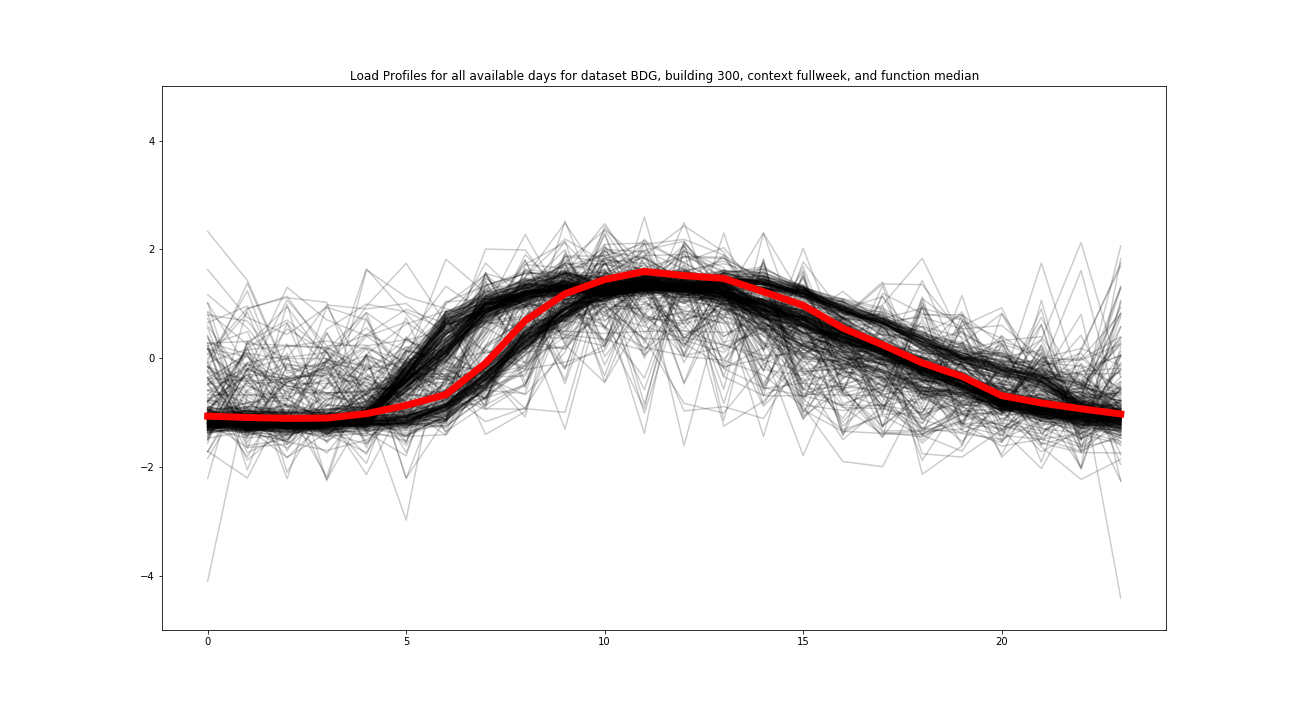 Load Profiles for all available days for dataset BDG, building 300, context fullweek, and function median
4
2
0
−2
−4
0 5 10 15 20